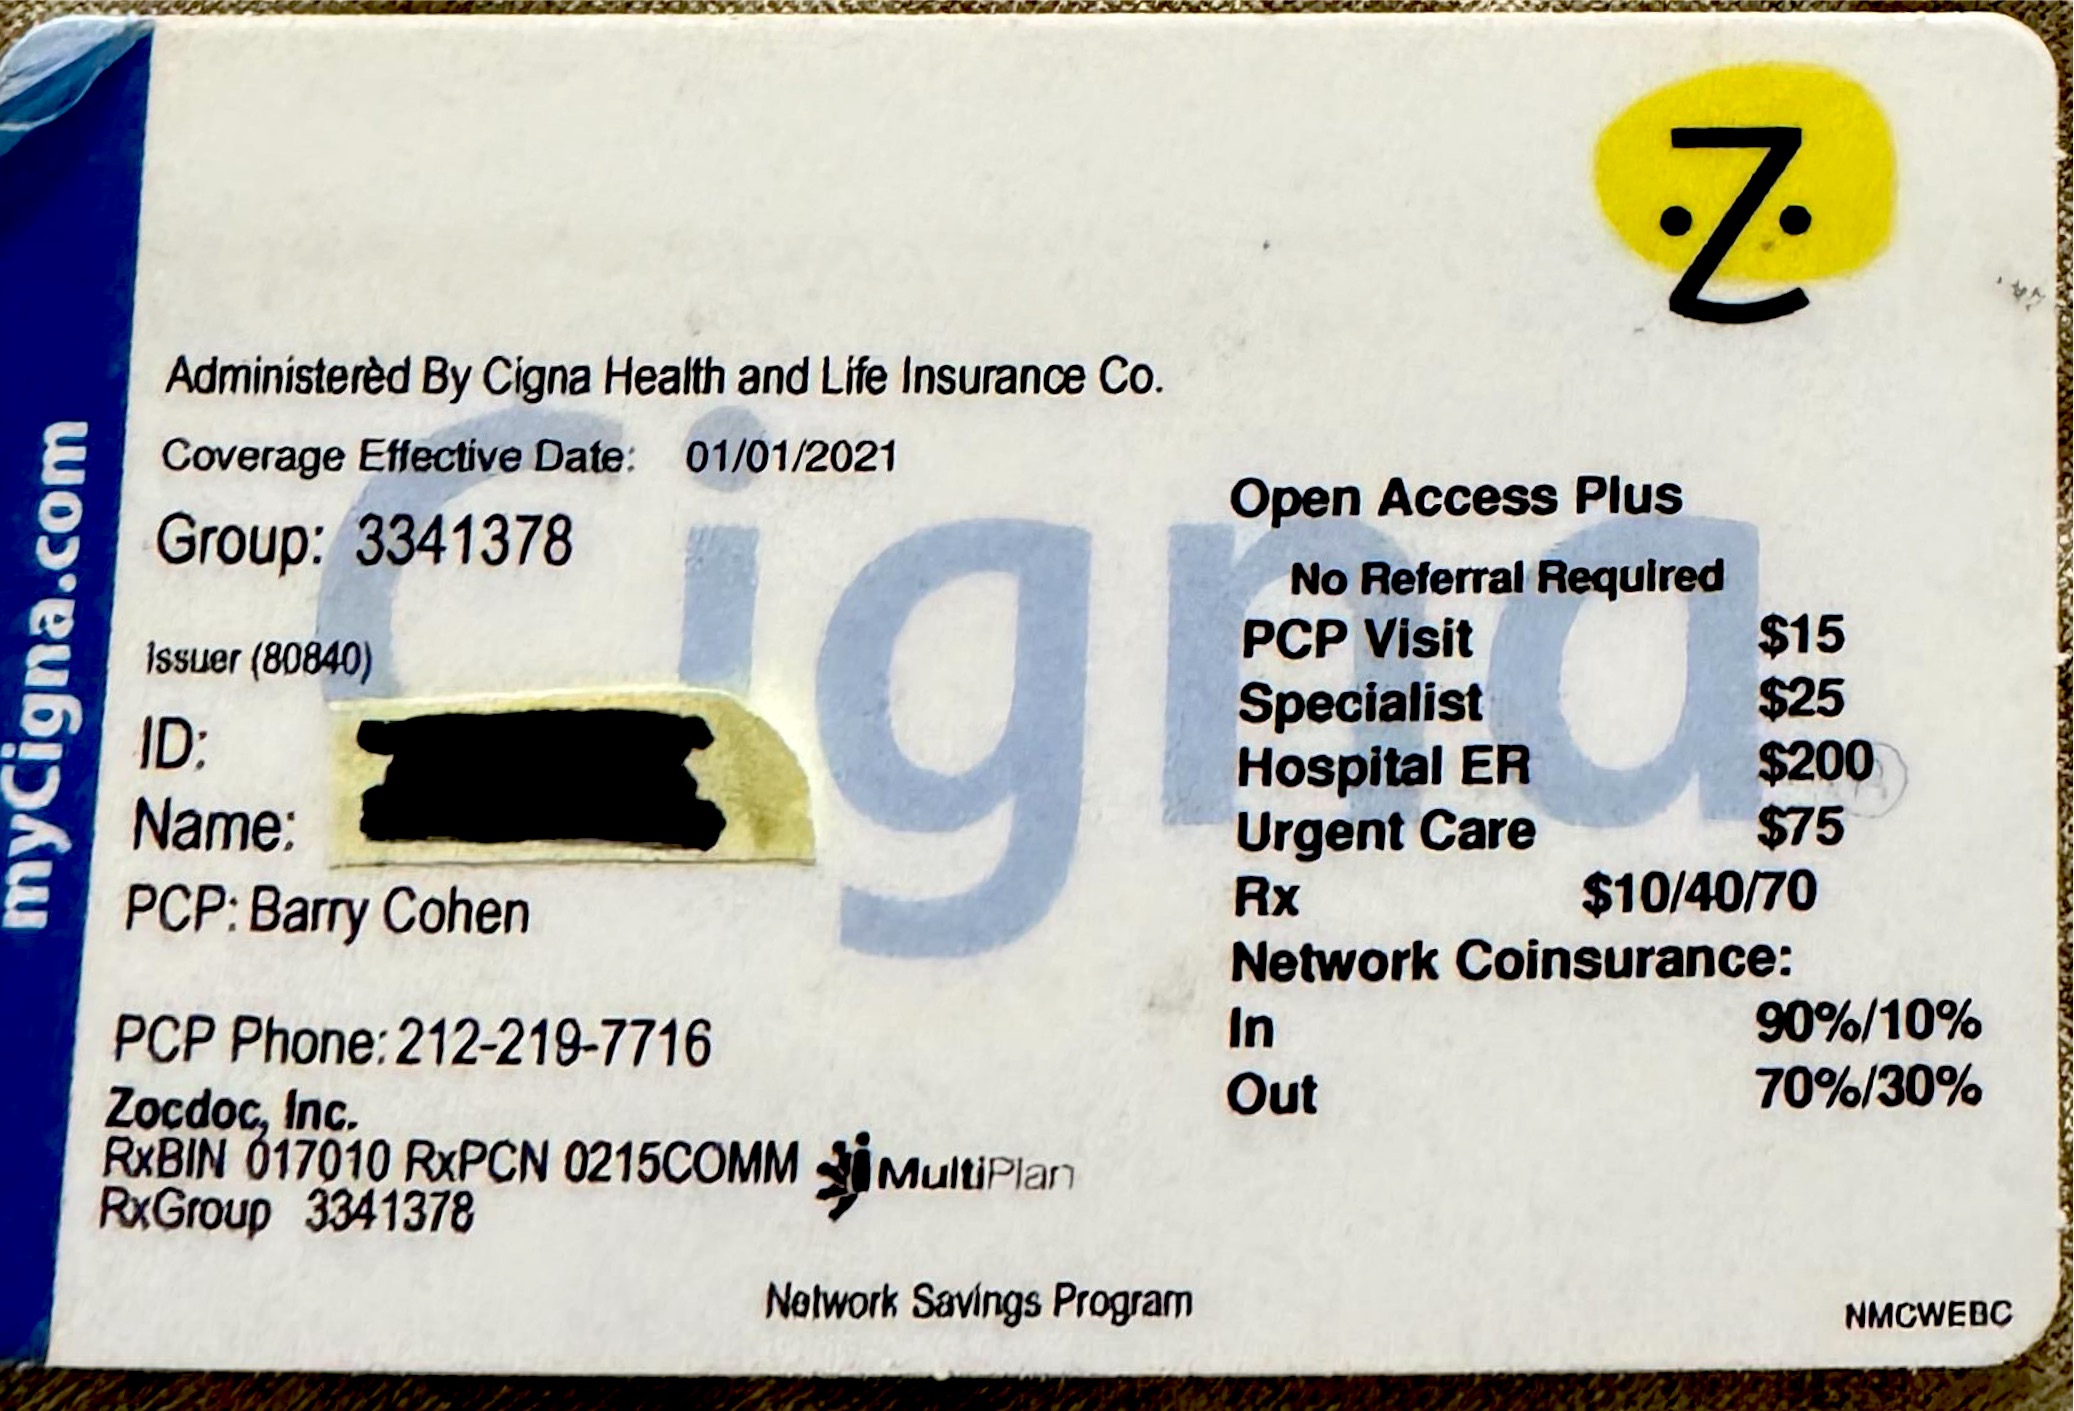 myCigna.com
Z
Administered By Cigna Health and Life Insurance Co.
Coverage Effective Date: 01/01/2021
Group: 3341378
Issuer (80840)
ID:
Name:
PCP: Barry Cohen
PCP Phone: 212-219-7716
Zocdoc, Inc.
RxBIN 017010 RxPCN 0215COMM MultiPlan
RxGroup 3341378
Network Savings Program
Cigna
Open Access Plus
No Referral Required
PCP Visit $15
Specialist $25
Hospital ER $200
Urgent Care $75
Rx $10/40/70
Network Coinsurance:
In 90%/10%
Out 70%/30%
NMCWEBC